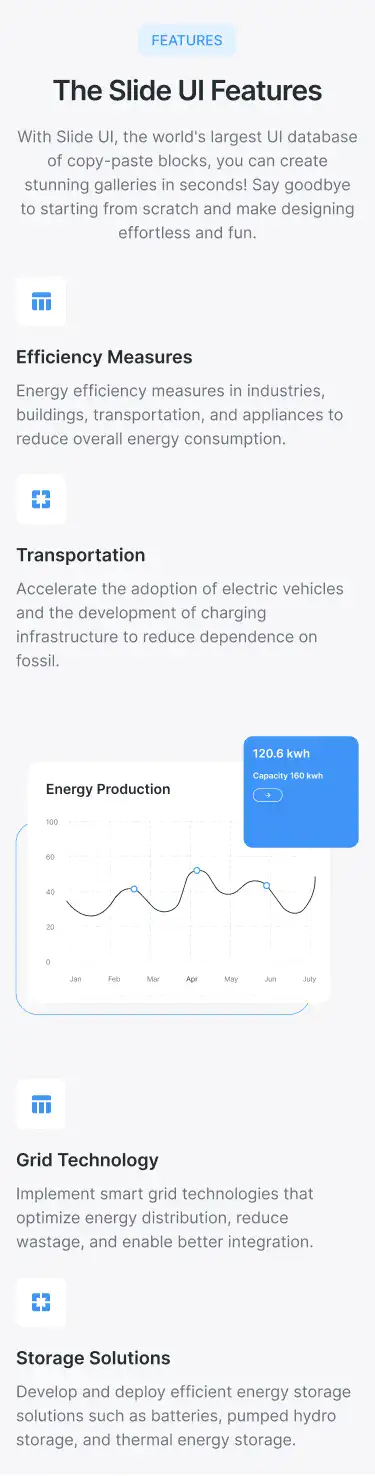 FEATURES
The Slide UI Features
With Slide UI, the world's largest UI database
of copy-paste blocks, you can create
stunning galleries in seconds! Say goodbye
to starting from scratch and make designing
effortless and fun.
Efficiency Measures
Energy efficiency measures in industries,
buildings, transportation, and appliances to
reduce overall energy consumption.
Transportation
Accelerate the adoption of electric vehicles
and the development of charging
infrastructure to reduce dependence on
fossil.
120.6 kwh
Capacity 160 kwh
Energy Production
100
60
40
20
0
Jan Feb Mar Apr May Jun July
Grid Technology
Implement smart grid technologies that
optimize energy distribution, reduce
wastage, and enable better integration.
Storage Solutions
Develop and deploy efficient energy storage
solutions such as batteries, pumped hydro
storage, and thermal energy storage.